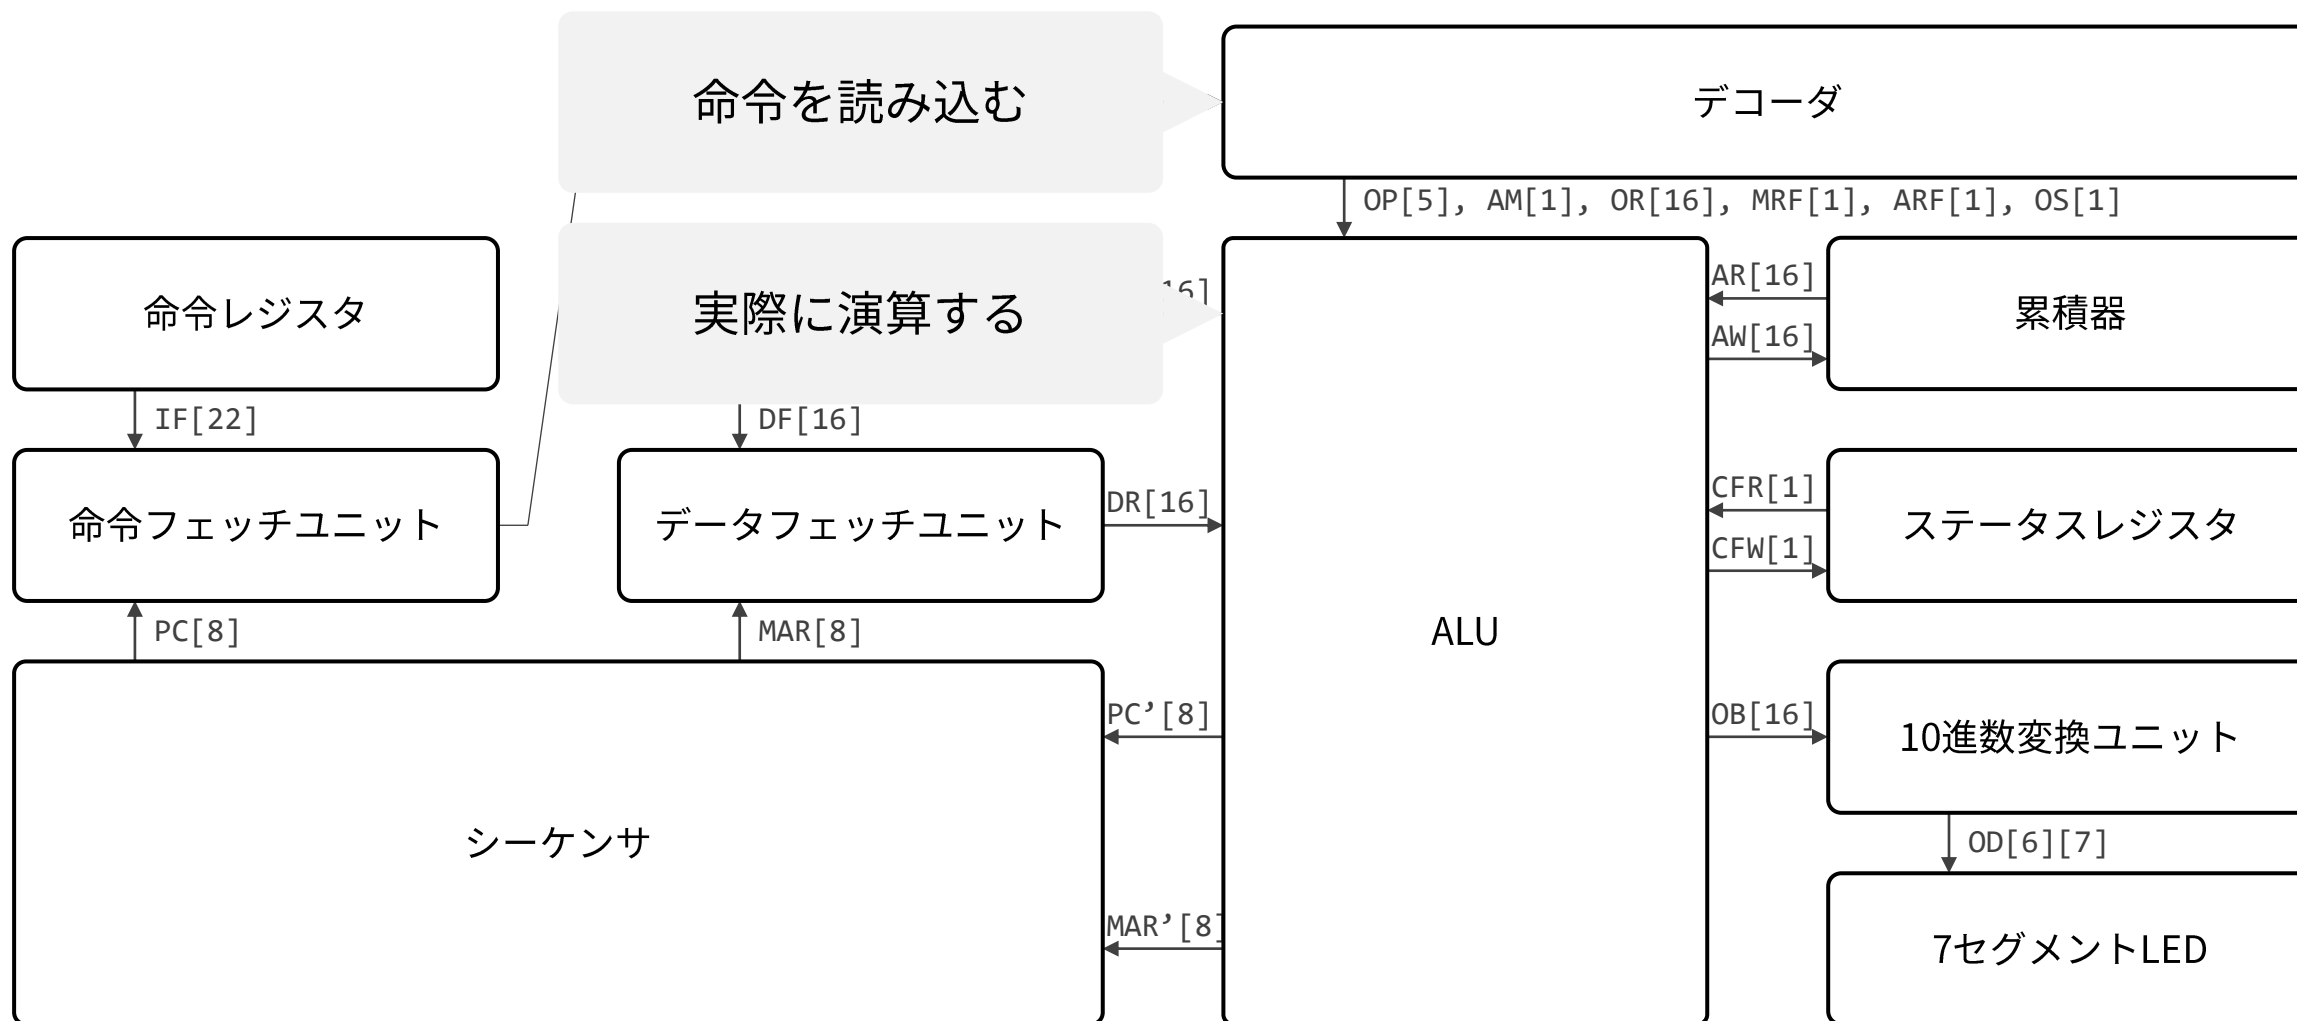 命令を読み込む
デコーダ
OP[5], AM[1], OR[16], MRF[1], ARF[1], OS[1]
命令レジスタ
実際に演算する
16]
AR[16]
AW[16]
累積器
IF[22]
DF[16]
命令フェッチユニット
データフェッチユニット
DR[16]
CFR[1]
CFW[1]
ステータスレジスタ
PC[8]
MAR[8]
ALU
シーケンサ
PC’[8]
MAR’[8]
OB[16]
10進数変換ユニット
OD[6][7]
7セグメントLED